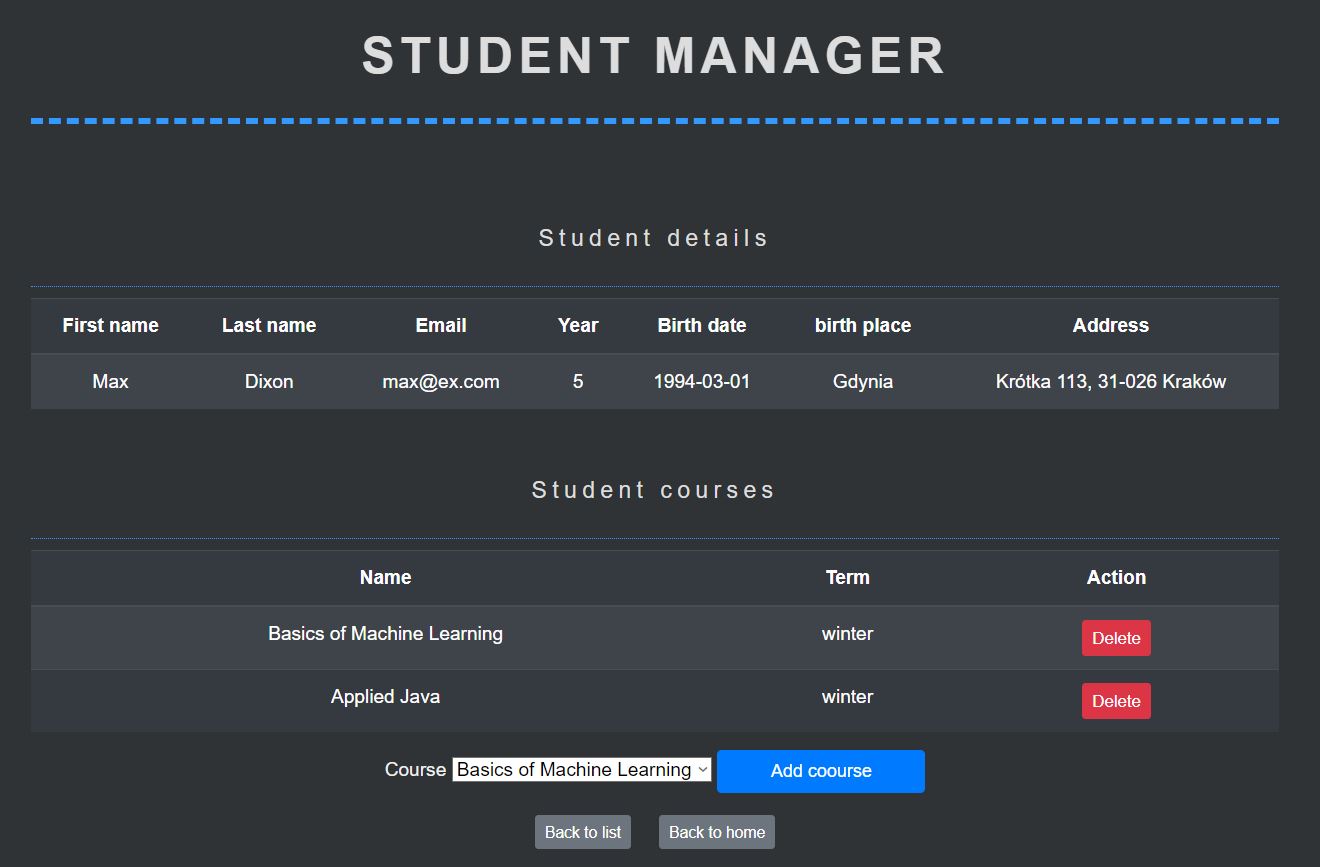 STUDENT MANAGER
Student details
First name Last name Email Year Birth date birth place Address
Max Dixon max@ex.com 5 1994-03-01 Gdynia Krótka 113, 31-026 Kraków
Student courses
Name Term Action
Basics of Machine Learning winter Delete
Applied Java winter Delete
Course Basics of Machine Learning Add coourse
Back to list Back to home